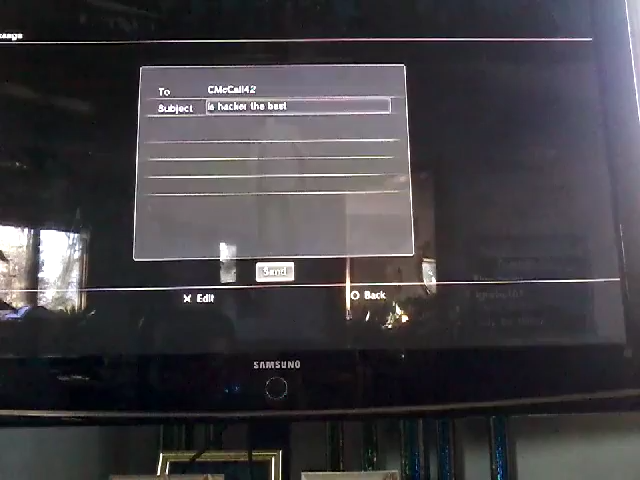 To CMcCall42
Subject is hacker the best
Send
X Edit
O Back
SAMSUNG